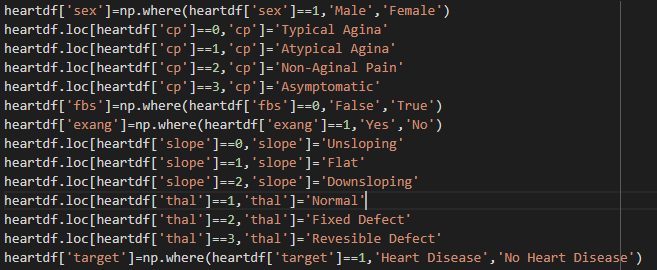 heartdf['sex']=np.where(heartdf['sex']==1,'Male','Female')
heartdf.loc[heartdf['cp']==0,'cp']='Typical Agina'
heartdf.loc[heartdf['cp']==1,'cp']='Atypical Agina'
heartdf.loc[heartdf['cp']==2,'cp']='Non-Aginal Pain'
heartdf.loc[heartdf['cp']==3,'cp']='Asymptomatic'
heartdf['fbs']=np.where(heartdf['fbs']==0,'False','True')
heartdf['exang']=np.where(heartdf['exang']==1,'Yes','No')
heartdf.loc[heartdf['slope']==0,'slope']='Unsloping'
heartdf.loc[heartdf['slope']==1,'slope']='Flat'
heartdf.loc[heartdf['slope']==2,'slope']='Downsloping'
heartdf.loc[heartdf['thal']==1,'thal']='Normal'
heartdf.loc[heartdf['thal']==2,'thal']='Fixed Defect'
heartdf.loc[heartdf['thal']==3,'thal']='Revesible Defect'
heartdf['target']=np.where(heartdf['target']==1,'Heart Disease','No Heart Disease')